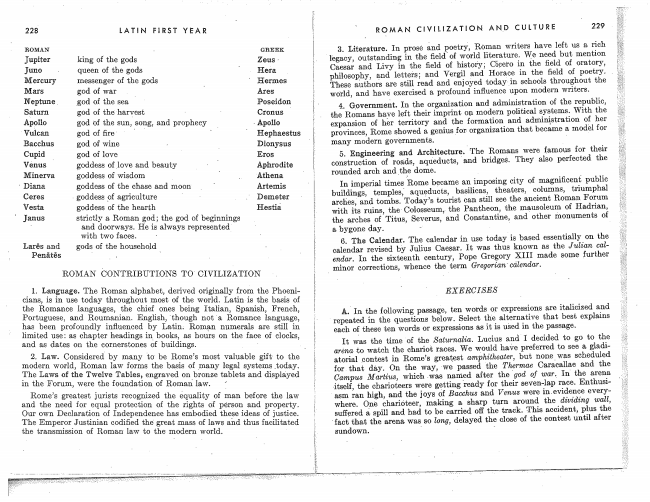 228 LATIN FIRST YEAR
ROMAN GREEK
Jupiter king of the gods Zeus
Juno queen of the gods Hera
Mercury messenger of the gods Hermes
Mars god of war Ares
Neptune god of the sea Poseidon
Saturn god of the harvest Cronus
Apollo god of the sun, song, and prophecy Apollo
Vulcan god of fire Hephaestus
Bacchus god of wine Dionysus
Cupid god of love Eros
Venus goddess of love and beauty Aphrodite
Minerva goddess of wisdom Athena
Diana goddess of the chase and moon Artemis
Ceres goddess of agriculture Demeter
Vesta goddess of the hearth Hestia
Janus strictly a Roman god; the god of beginnings
and doorways. He is always represented
with two faces.
Larēs and gods of the household
Penātēs
ROMAN CONTRIBUTIONS TO CIVILIZATION
1. Language. The Roman alphabet, derived originally from the Phoeni-
cians, is in use today throughout most of the world. Latin is the basis of
the Romance languages, the chief ones being Italian, Spanish, French,
Portuguese, and Roumanian. English, though not a Romance language,
has been profoundly influenced by Latin. Roman numerals are still in
limited use: as chapter headings in books, as hours on the face of clocks,
and as dates on the cornerstones of buildings.
2. Law. Considered by many to be Rome's most valuable gift to the
modern world, Roman law forms the basis of many legal systems today.
The Laws of the Twelve Tables, engraved on bronze tablets and displayed
in the Forum, were the foundation of Roman law.
Rome's greatest jurists recognized the equality of man before the law
and the need for equal protection of the rights of person and property.
Our own Declaration of Independence has embodied these ideas of justice.
The Emperor Justinian codified the great mass of laws and thus facilitated
the transmission of Roman law to the modern world.
ROMAN CIVILIZATION AND CULTURE 229
3. Literature. In prose and poetry, Roman writers have left us a rich
legacy, outstanding in the field of world literature. We need but mention
Caesar and Livy in the field of history; Cicero in the field of oratory,
philosophy, and letters; and Vergil and Horace in the field of poetry.
These authors are still read and enjoyed today in schools throughout the
world, and have exercised a profound influence upon modern writers.
4. Government. In the organization and administration of the republic,
the Romans have left their imprint on modern political systems. With the
expansion of her territory and the formation and administration of her
provinces, Rome showed a genius for organization that became a model for
many modern governments.
5. Engineering and Architecture. The Romans were famous for their
construction of roads, aqueducts, and bridges. They also perfected the
rounded arch and the dome.
In imperial times Rome became an imposing city of magnificent public
buildings, temples, aqueducts, basilicas, theaters, columns, triumphal
arches, and tombs. Today's tourist can still see the ancient Roman Forum
with its ruins, the Colosseum, the Pantheon, the mausoleum of Hadrian,
the arches of Titus, Severus, and Constantine, and other monuments of
a bygone day.
6. The Calendar. The calendar in use today is based essentially on the
calendar revised by Julius Caesar. It was thus known as the Julian cal-
endar. In the sixteenth century, Pope Gregory XIII made some further
minor corrections, whence the term Gregorian calendar.
EXERCISES
A. In the following passage, ten words or expressions are italicized and
repeated in the questions below. Select the alternative that best explains
each of these ten words or expressions as it is used in the passage.
It was the time of the Saturnalia. Lucius and I decided to go to the
arena to watch the chariot races. We would have preferred to see a gladi-
atorial contest in Rome's greatest amphitheater, but none was scheduled
for that day. On the way, we passed the Thermae Caracallae and the
Campus Martius, which was named after the god of war. In the arena
itself, the charioteers were getting ready for their seven-lap race. Enthusi-
asm ran high, and the joys of Bacchus and Venus were in evidence every-
where. One charioteer, making a sharp turn around the dividing wall,
suffered a spill and had to be carried off the track. This accident, plus the
fact that the arena was so long, delayed the close of the contest until after
sundown.